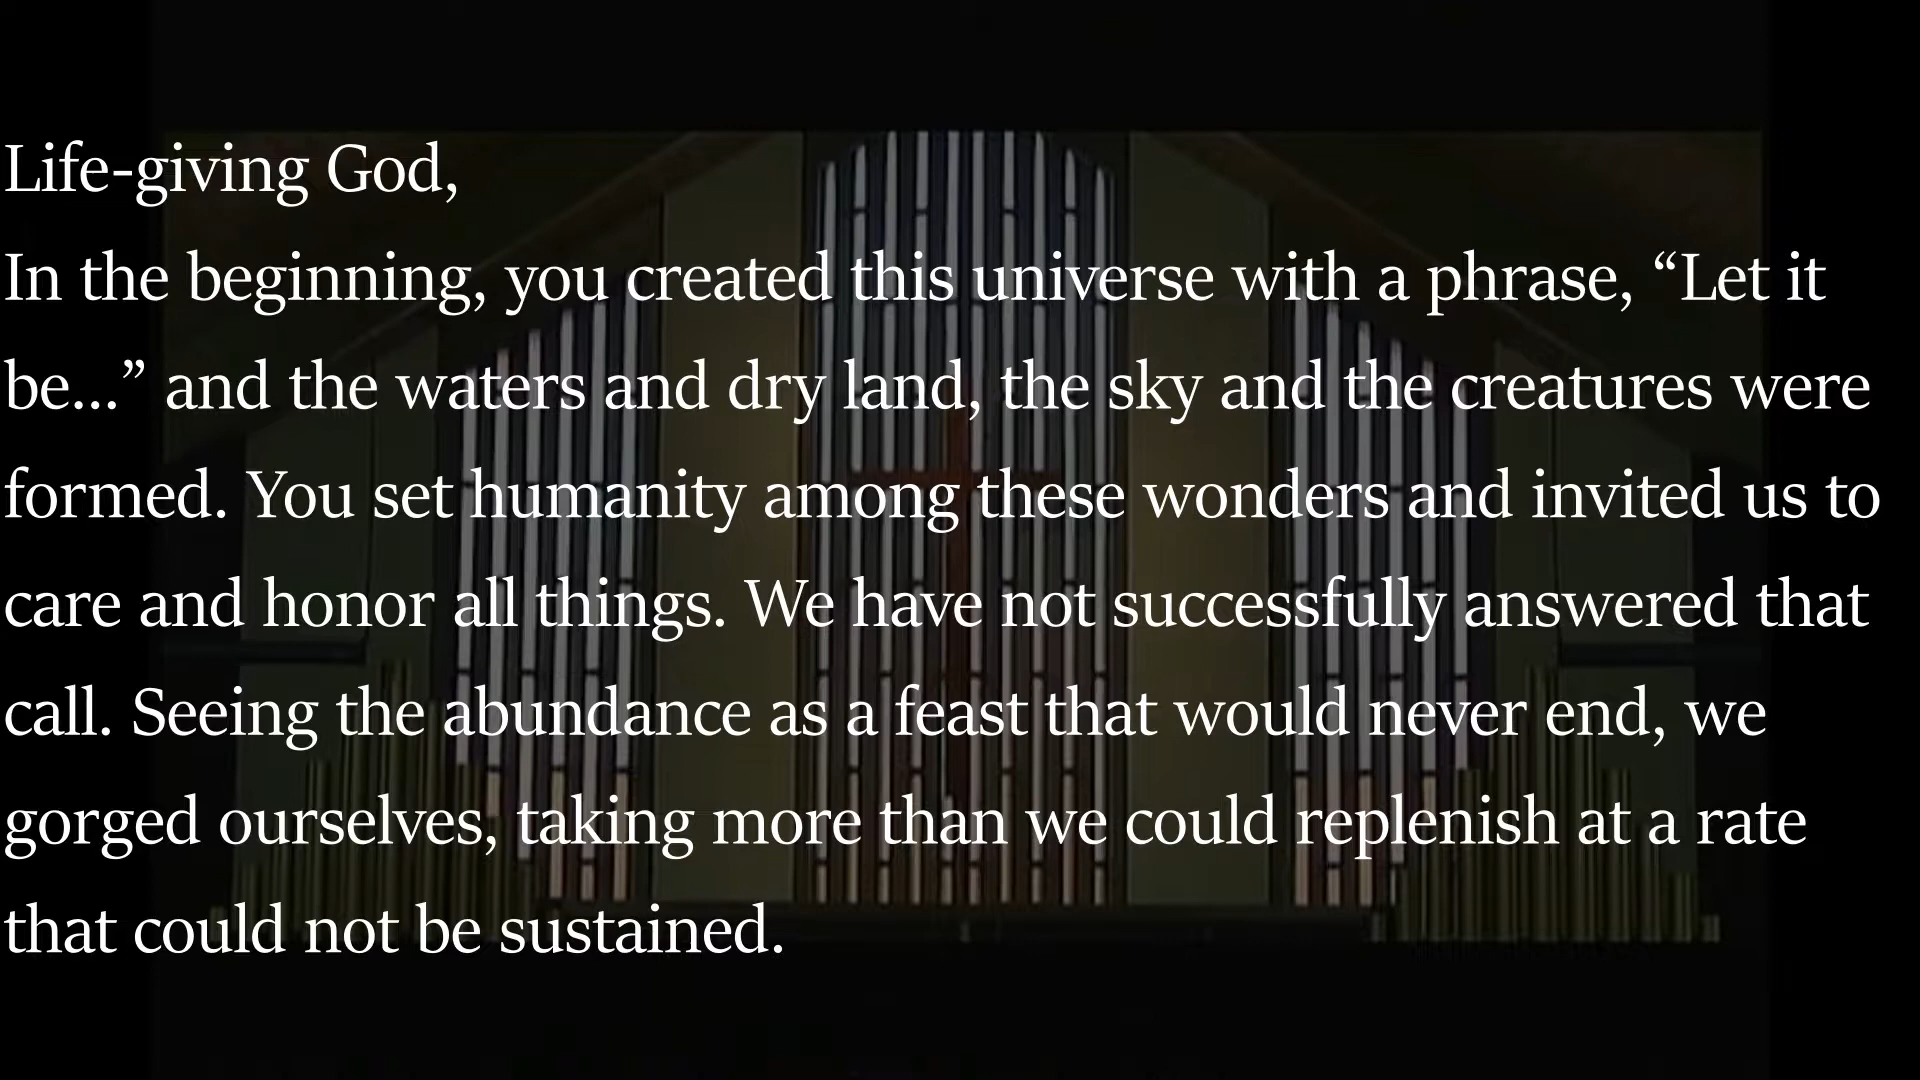 Life-giving God,
In the beginning, you created this universe with a phrase, “Let it
be...” and the waters and dry land, the sky and the creatures were
formed. You set humanity among these wonders and invited us to
care and honor all things. We have not successfully answered that
call. Seeing the abundance as a feast that would never end, we
gorged ourselves, taking more than we could replenish at a rate
that could not be sustained.